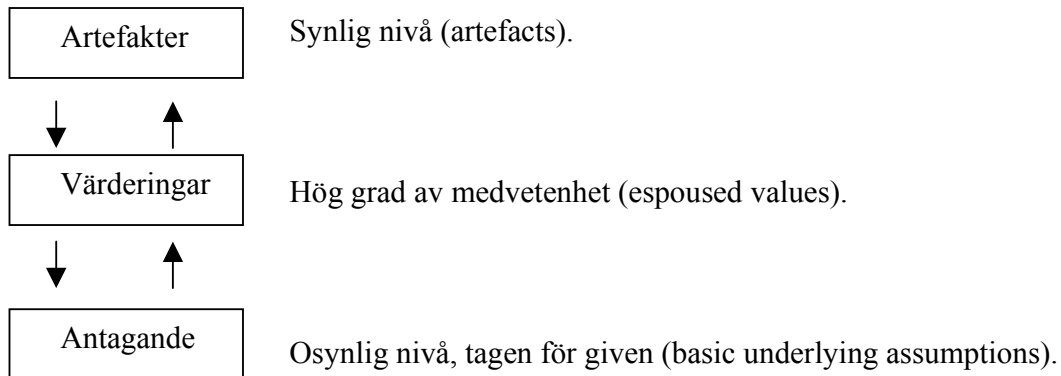 Artefakter Synlig nivå (artefacts).
Värderingar Hög grad av medvetenhet (espoused values).
Antagande Osynlig nivå, tagen för given (basic underlying assumptions).